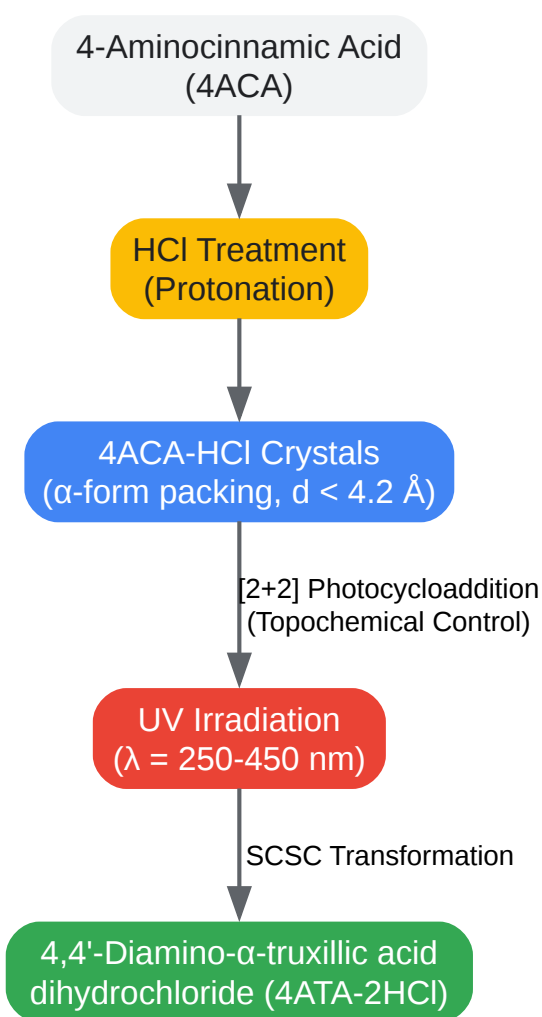 4-Aminocinnamic Acid
(4ACA)
HCl Treatment
(Protonation)
4ACA-HCl Crystals
(α-form packing, d < 4.2 Å)
[2+2] Photocycloaddition
(Topochemical Control)
UV Irradiation
(λ = 250-450 nm)
SCSC Transformation
4,4'-Diamino-α-truxillic acid
dihydrochloride (4ATA-2HCl)